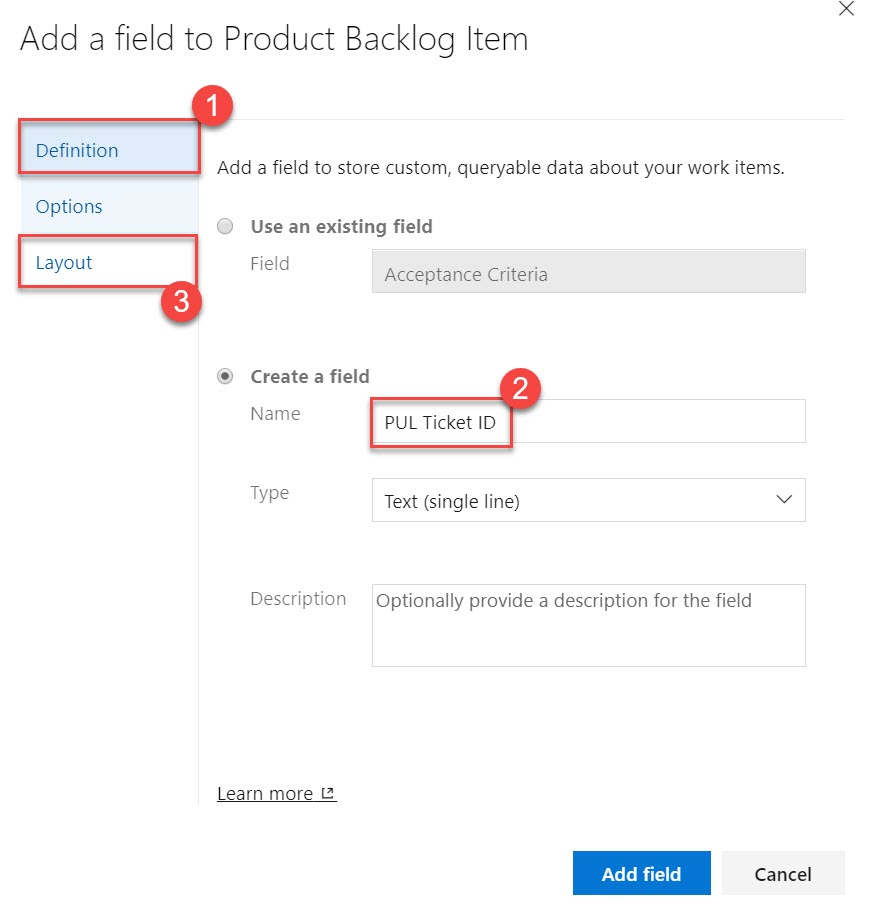 Add a field to Product Backlog Item
1
Definition
Options
Layout
3
Add a field to store custom, queryable data about your work items.
Use an existing field
Field
Acceptance Criteria
Create a field
2
Name
PUL Ticket ID
Type
Text (single line)
Description
Optionally provide a description for the field
Learn more
Add field
Cancel